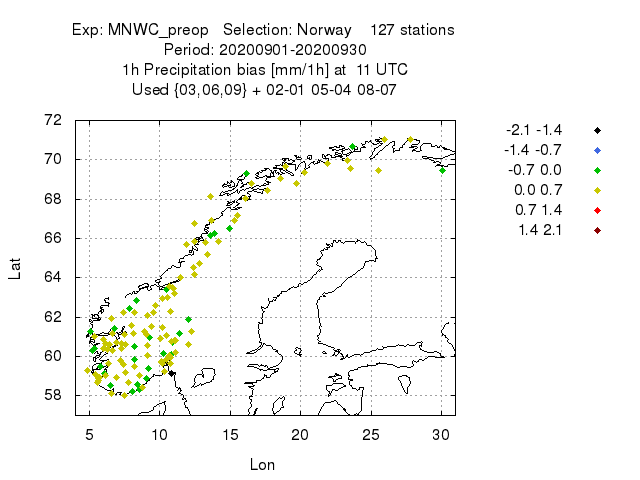 Exp: MNWC_preop Selection: Norway 127 stations
Period: 20200901-20200930
1h Precipitation bias [mm/1h] at 11 UTC
Used {03,06,09} + 02-01 05-04 08-07
72
70
68
66
64
62
60
58
Lat
5 10 15 20 25 30
Lon
-2.1 -1.4
-1.4 -0.7
-0.7 0.0
0.0 0.7
0.7 1.4
1.4 2.1